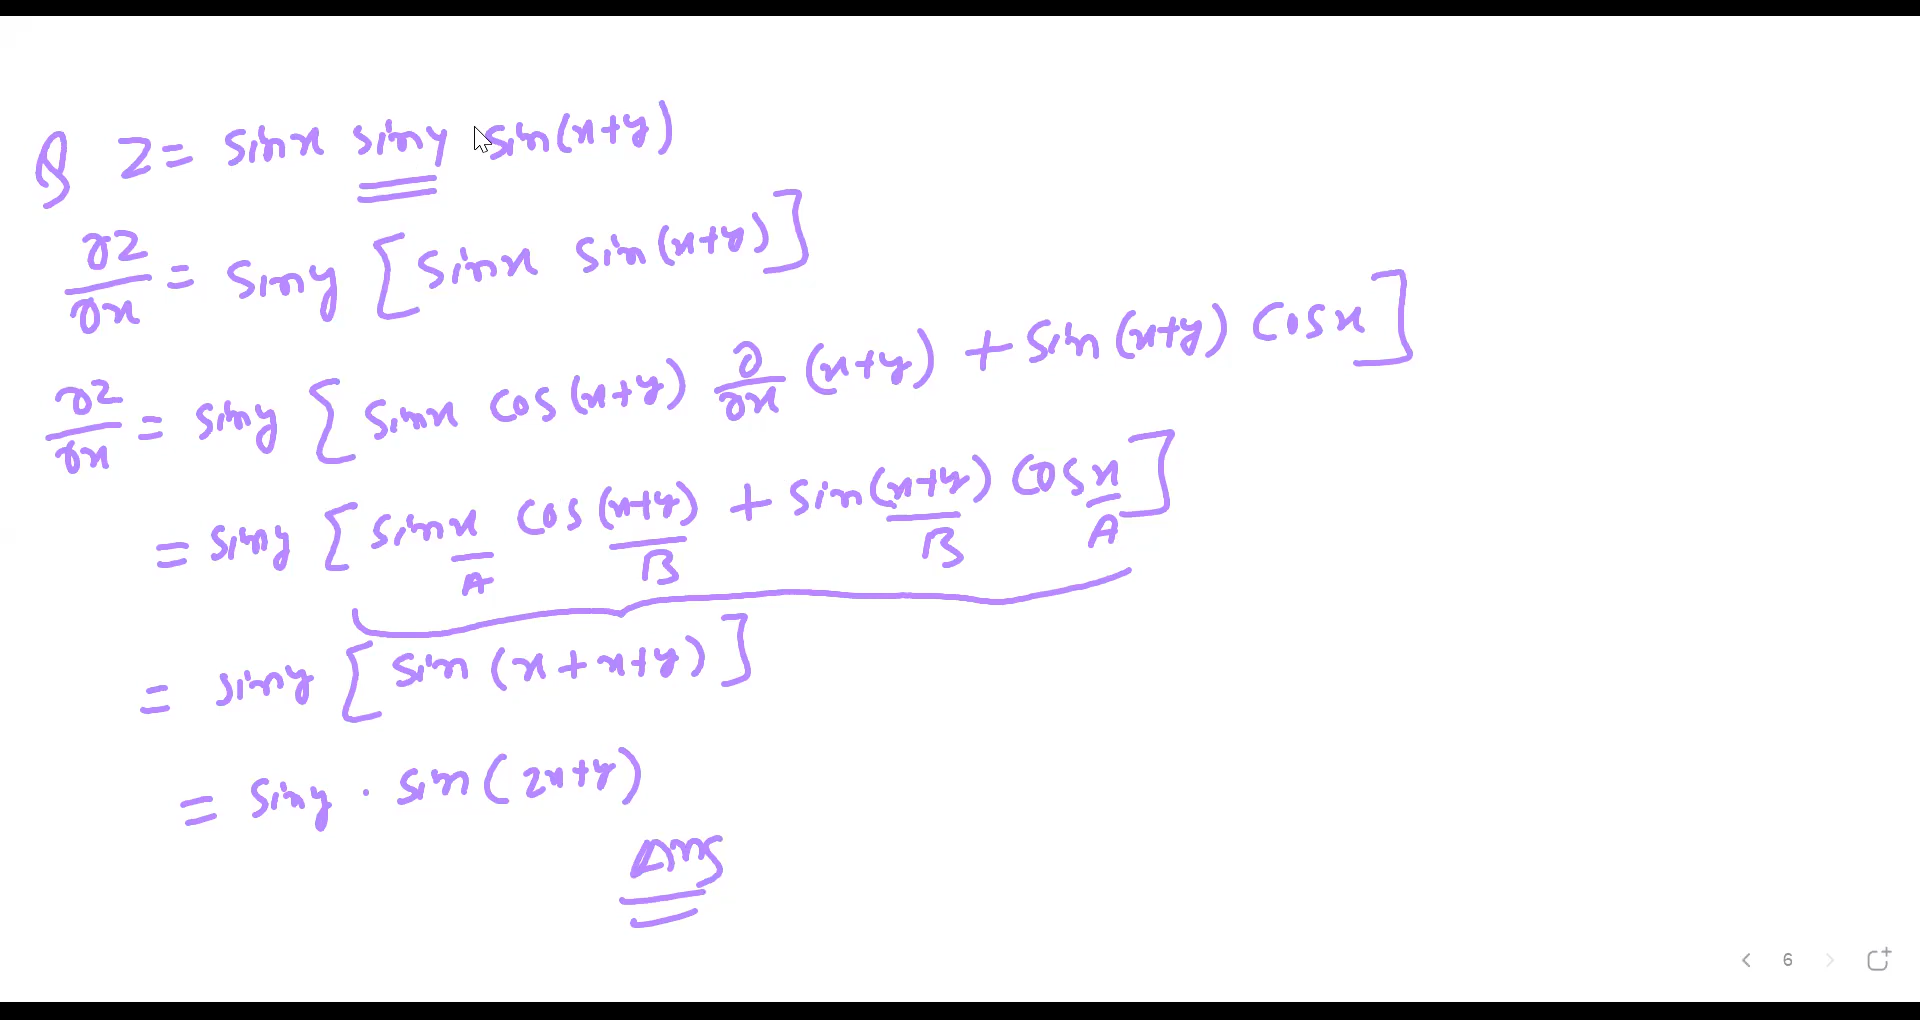 Q Z = sinx siny sin(x+y)
∂z/∂x = siny [sinx sin(x+y)]
∂z/∂x = siny [sinx cos(x+y) ∂/∂x (x+y) + sin(x+y) cosx]
= siny [sinx cos(x+y) + sin(x+y) cosx]
A B B A
= siny [sin(x+x+y)]
= siny · sin(2x+y)
Ans
6